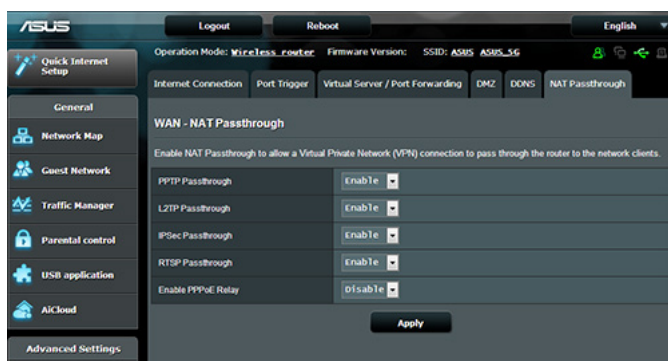 ASUS
Logout
Reboot
English
Quick Internet Setup
Operation Mode: Wireless router Firmware Version: SSID: ASUS ASUS_5G
Internet Connection
Port Trigger
Virtual Server / Port Forwarding
DMZ
DDNS
NAT Passthrough
General
Network Map
Guest Network
Traffic Manager
Parental control
USB application
AiCloud
Advanced Settings
WAN - NAT Passthrough
Enable NAT Passthrough to allow a Virtual Private Network (VPN) connection to pass through the router to the network clients.
PPTP Passthrough Enable
L2TP Passthrough Enable
IPSec Passthrough Enable
RTSP Passthrough Enable
Enable PPPoE Relay Disable
Apply